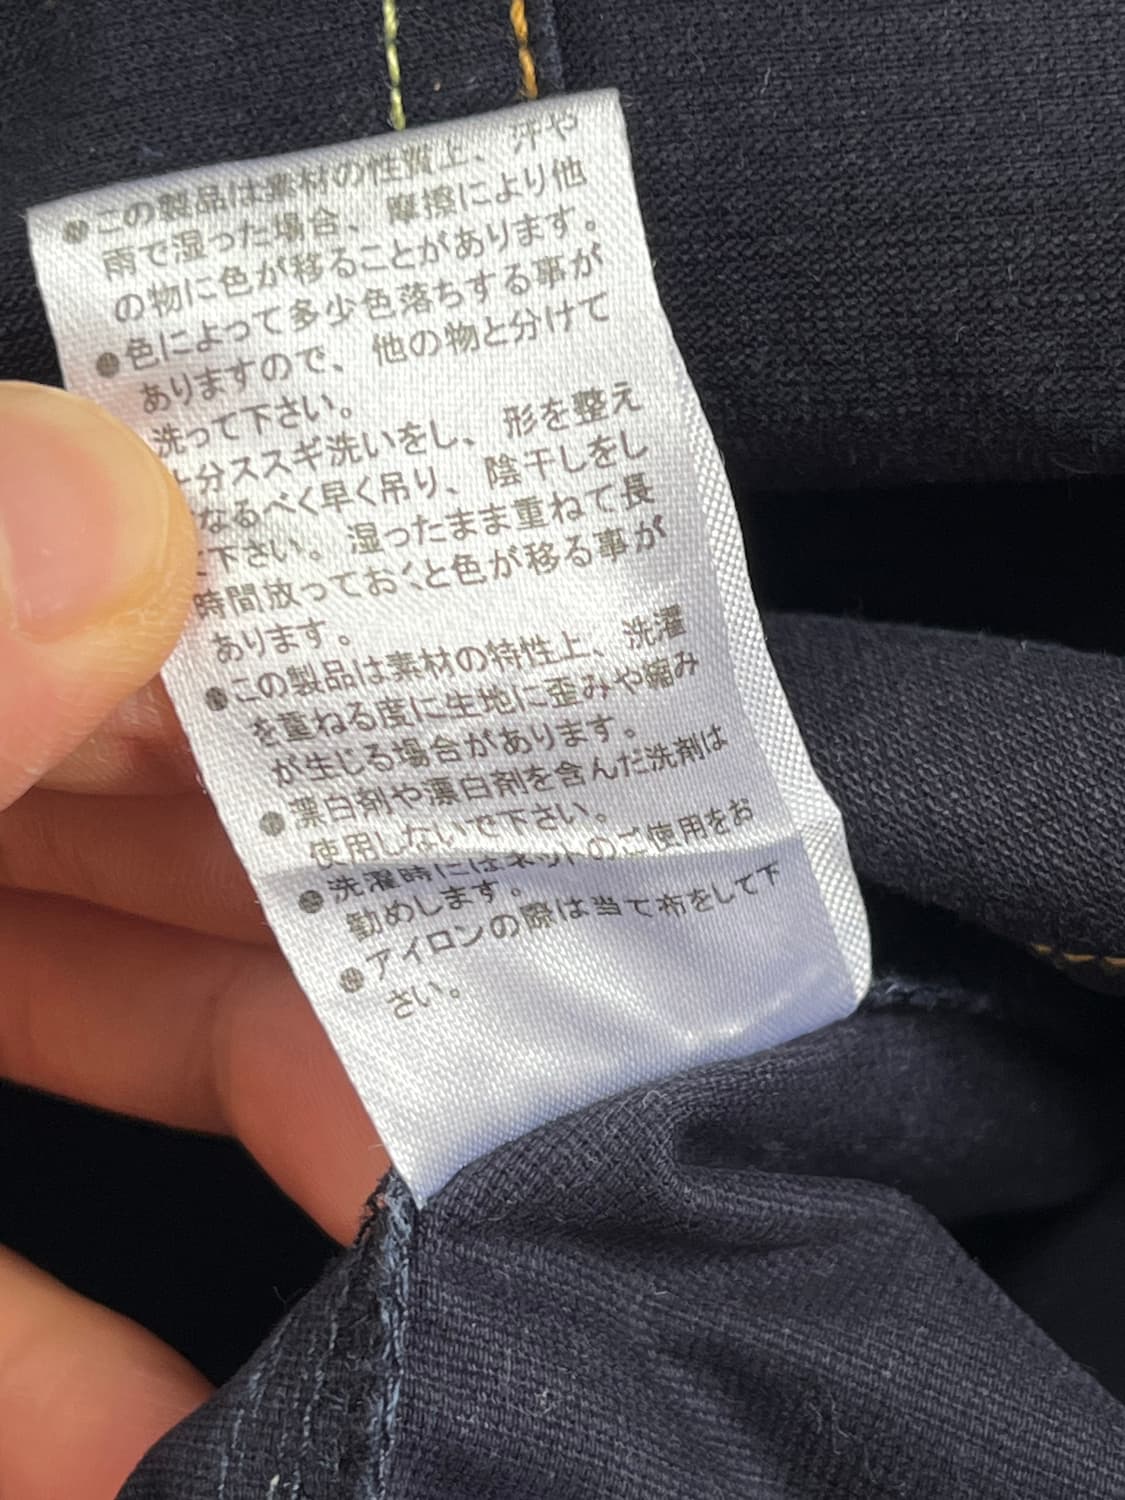 ●この製品は素材の性質上、汗や
雨で湿った場合、摩擦により他
の物に色が移ることがあります。
●色によって多少色落ちする事が
ありますので、他の物と分けて
洗って下さい。
十分ススギ洗いをし、形を整え
なるべく早く吊り、陰干しをし
て下さい。湿ったまま重ねて長
時間放っておくと色が移る事が
あります。
●この製品は素材の特性上、洗濯
を重ねる度に生地に歪みや縮み
が生じる場合があります。
●漂白剤や漂白剤を含んだ洗剤は
使用しないで下さい。
●洗濯時にはネットのご使用をお
勧めします。
●アイロンの際は当て布をして下
さい。